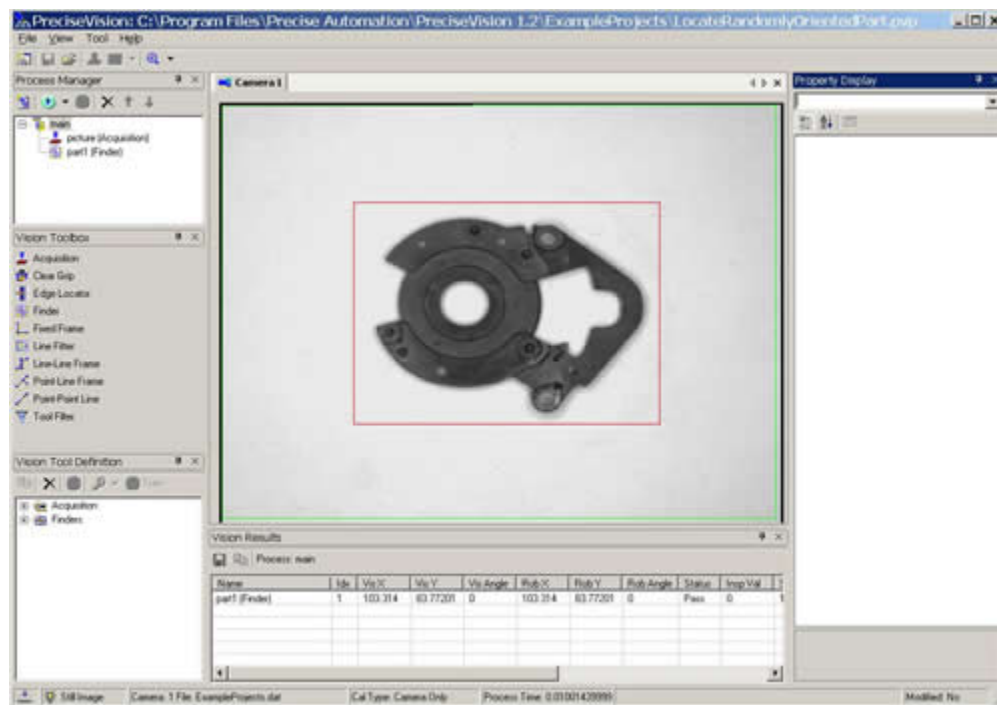 PreciseVision: C:\Program Files\Precise Automation\PreciseVision 1.2\ExampleProjects\LocateRandomlyOrientedPart.pvp
File View Tool Help
Process Manager
main
picture (Acquisition)
part1 (Finder)
Vision Toolbox
Acquisition
Clear Grip
Edge Locator
Finder
Fixed Frame
Line Fitter
Line-Line Frame
Point-Line Frame
Point-Point Line
Tool Filter
Vision Tool Definition
Acquisition
Finders
Camera 1
Vision Results
Process: main
Name Idx Vis X Vis Y Vis Angle Rob X Rob Y Rob Angle Status Insp Val
part1 (Finder) 1 103.314 83.77201 0 103.314 83.77201 0 Pass 0 1
Property Display
Still Image Camera: 1 File: ExampleProjects.dat Cal Type: Camera Only Process Time: 0.01001439999 Modified: No